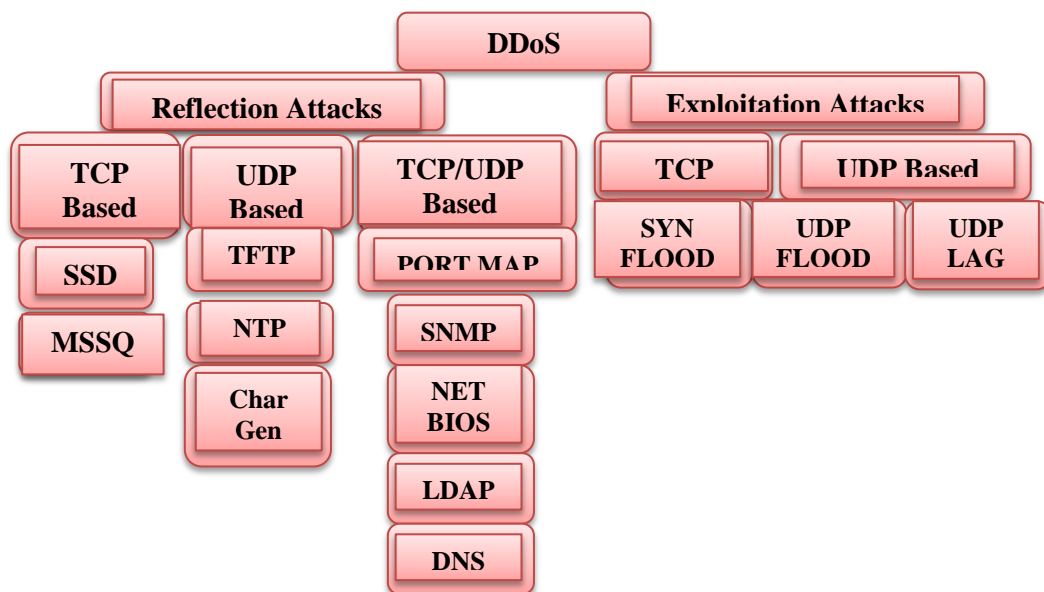 DDoS
Reflection Attacks
Exploitation Attacks
TCP
Based
UDP
Based
TCP/UDP
Based
TCP
UDP Based
SSD
MSSQ
TFTP
NTP
Char
Gen
PORT MAP
SNMP
NET
BIOS
LDAP
DNS
SYN
FLOOD
UDP
FLOOD
UDP
LAG